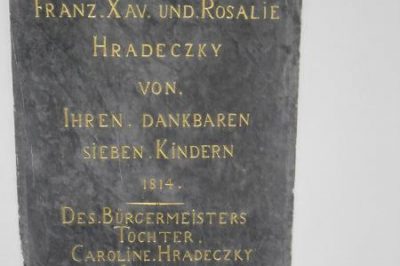 FRANZ. XAV. UND. ROSALIE
HRADECZKY
VON.
IHREN. DANKBAREN
SIEBEN. KINDERN
1814.
DES. BÜRGERMEISTERS
TOCHTER.
CAROLINE. HRADECZKY